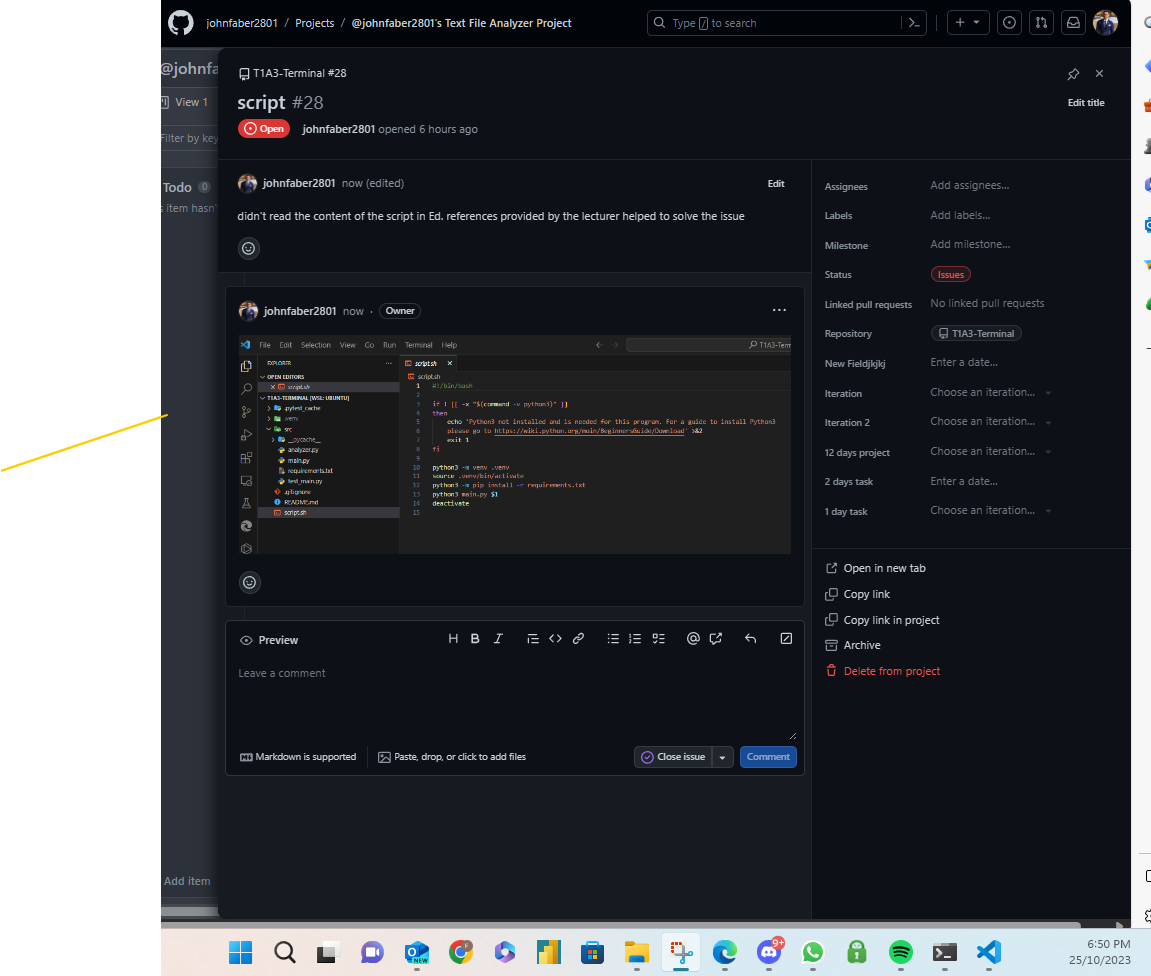 johnfaber2801 / Projects / @johnfaber2801's Text File Analyzer Project
Type / to search
@johnfa
View 1
Filter by key
Todo 0
s item hasn'
Add item
T1A3-Terminal #28
script #28
Edit title
Open
johnfaber2801 opened 6 hours ago
johnfaber2801 now (edited)
Edit
didn't read the content of the script in Ed. references provided by the lecturer helped to solve the issue
johnfaber2801 now · Owner
File Edit Selection View Go Run Terminal Help
T1A3-Term
EXPLORER
OPEN EDITORS
script.sh
T1A3-TERMINAL [WSL: UBUNTU]
.pytest_cache
.venv
src
__pycache__
analyzer.py
main.py
requirements.txt
test_main.py
.gitignore
README.md
script.sh
script.sh
script.sh
1 #!/bin/bash
2
3 if ! [[ -x "$(command -v python3)" ]]
4 then
5 echo 'Python3 not installed and is needed for this program. For a guide to install Python3
6 please go to https://wiki.python.org/moin/BeginnersGuide/Download' >&2
7 exit 1
8 fi
9
10 python3 -m venv .venv
11 source .venv/bin/activate
12 python3 -m pip install -r requirements.txt
13 python3 main.py $1
14 deactivate
15
Preview
Leave a comment
Markdown is supported
Paste, drop, or click to add files
Close issue
Comment
Assignees Add assignees...
Labels Add labels...
Milestone Add milestone...
Status Issues
Linked pull requests No linked pull requests
Repository T1A3-Terminal
New Fieldjkjkj Enter a date...
Iteration Choose an iteration...
Iteration 2 Choose an iteration...
12 days project Choose an iteration...
2 days task Enter a date...
1 day task Choose an iteration...
Open in new tab
Copy link
Copy link in project
Archive
Delete from project
NEW
9+
6:50 PM
25/10/2023